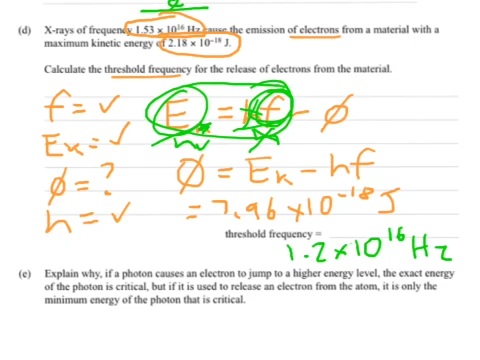 (d) X-rays of frequency 1.53 × 10¹⁶ Hz cause the emission of electrons from a material with a
maximum kinetic energy of 2.18 × 10⁻¹⁸ J.
Calculate the threshold frequency for the release of electrons from the material.
f = ✓
E = hf - Ø
Ek = ✓
Ø = ?
Ø = Ek - hf
h = ✓
= 7.96 × 10⁻¹⁸ J
threshold frequency =
1.2 × 10¹⁶ Hz
(e) Explain why, if a photon causes an electron to jump to a higher energy level, the exact energy
of the photon is critical, but if it is used to release an electron from the atom, it is only the
minimum energy of the photon that is critical.